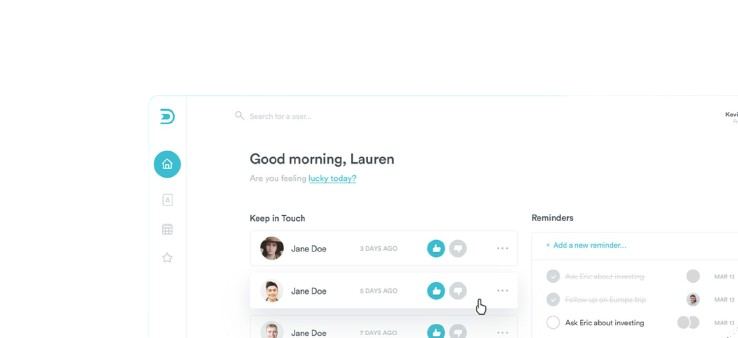 Search for a user...
Good morning, Lauren
Are you feeling lucky today?
Keep in Touch
Jane Doe 3 DAYS AGO
Jane Doe 5 DAYS AGO
Jane Doe 7 DAYS AGO
Reminders
+ Add a new reminder...
Ask Eric about investing MAR 13
Follow up on Europe trip MAR 13
Ask Eric about investing MAR 13